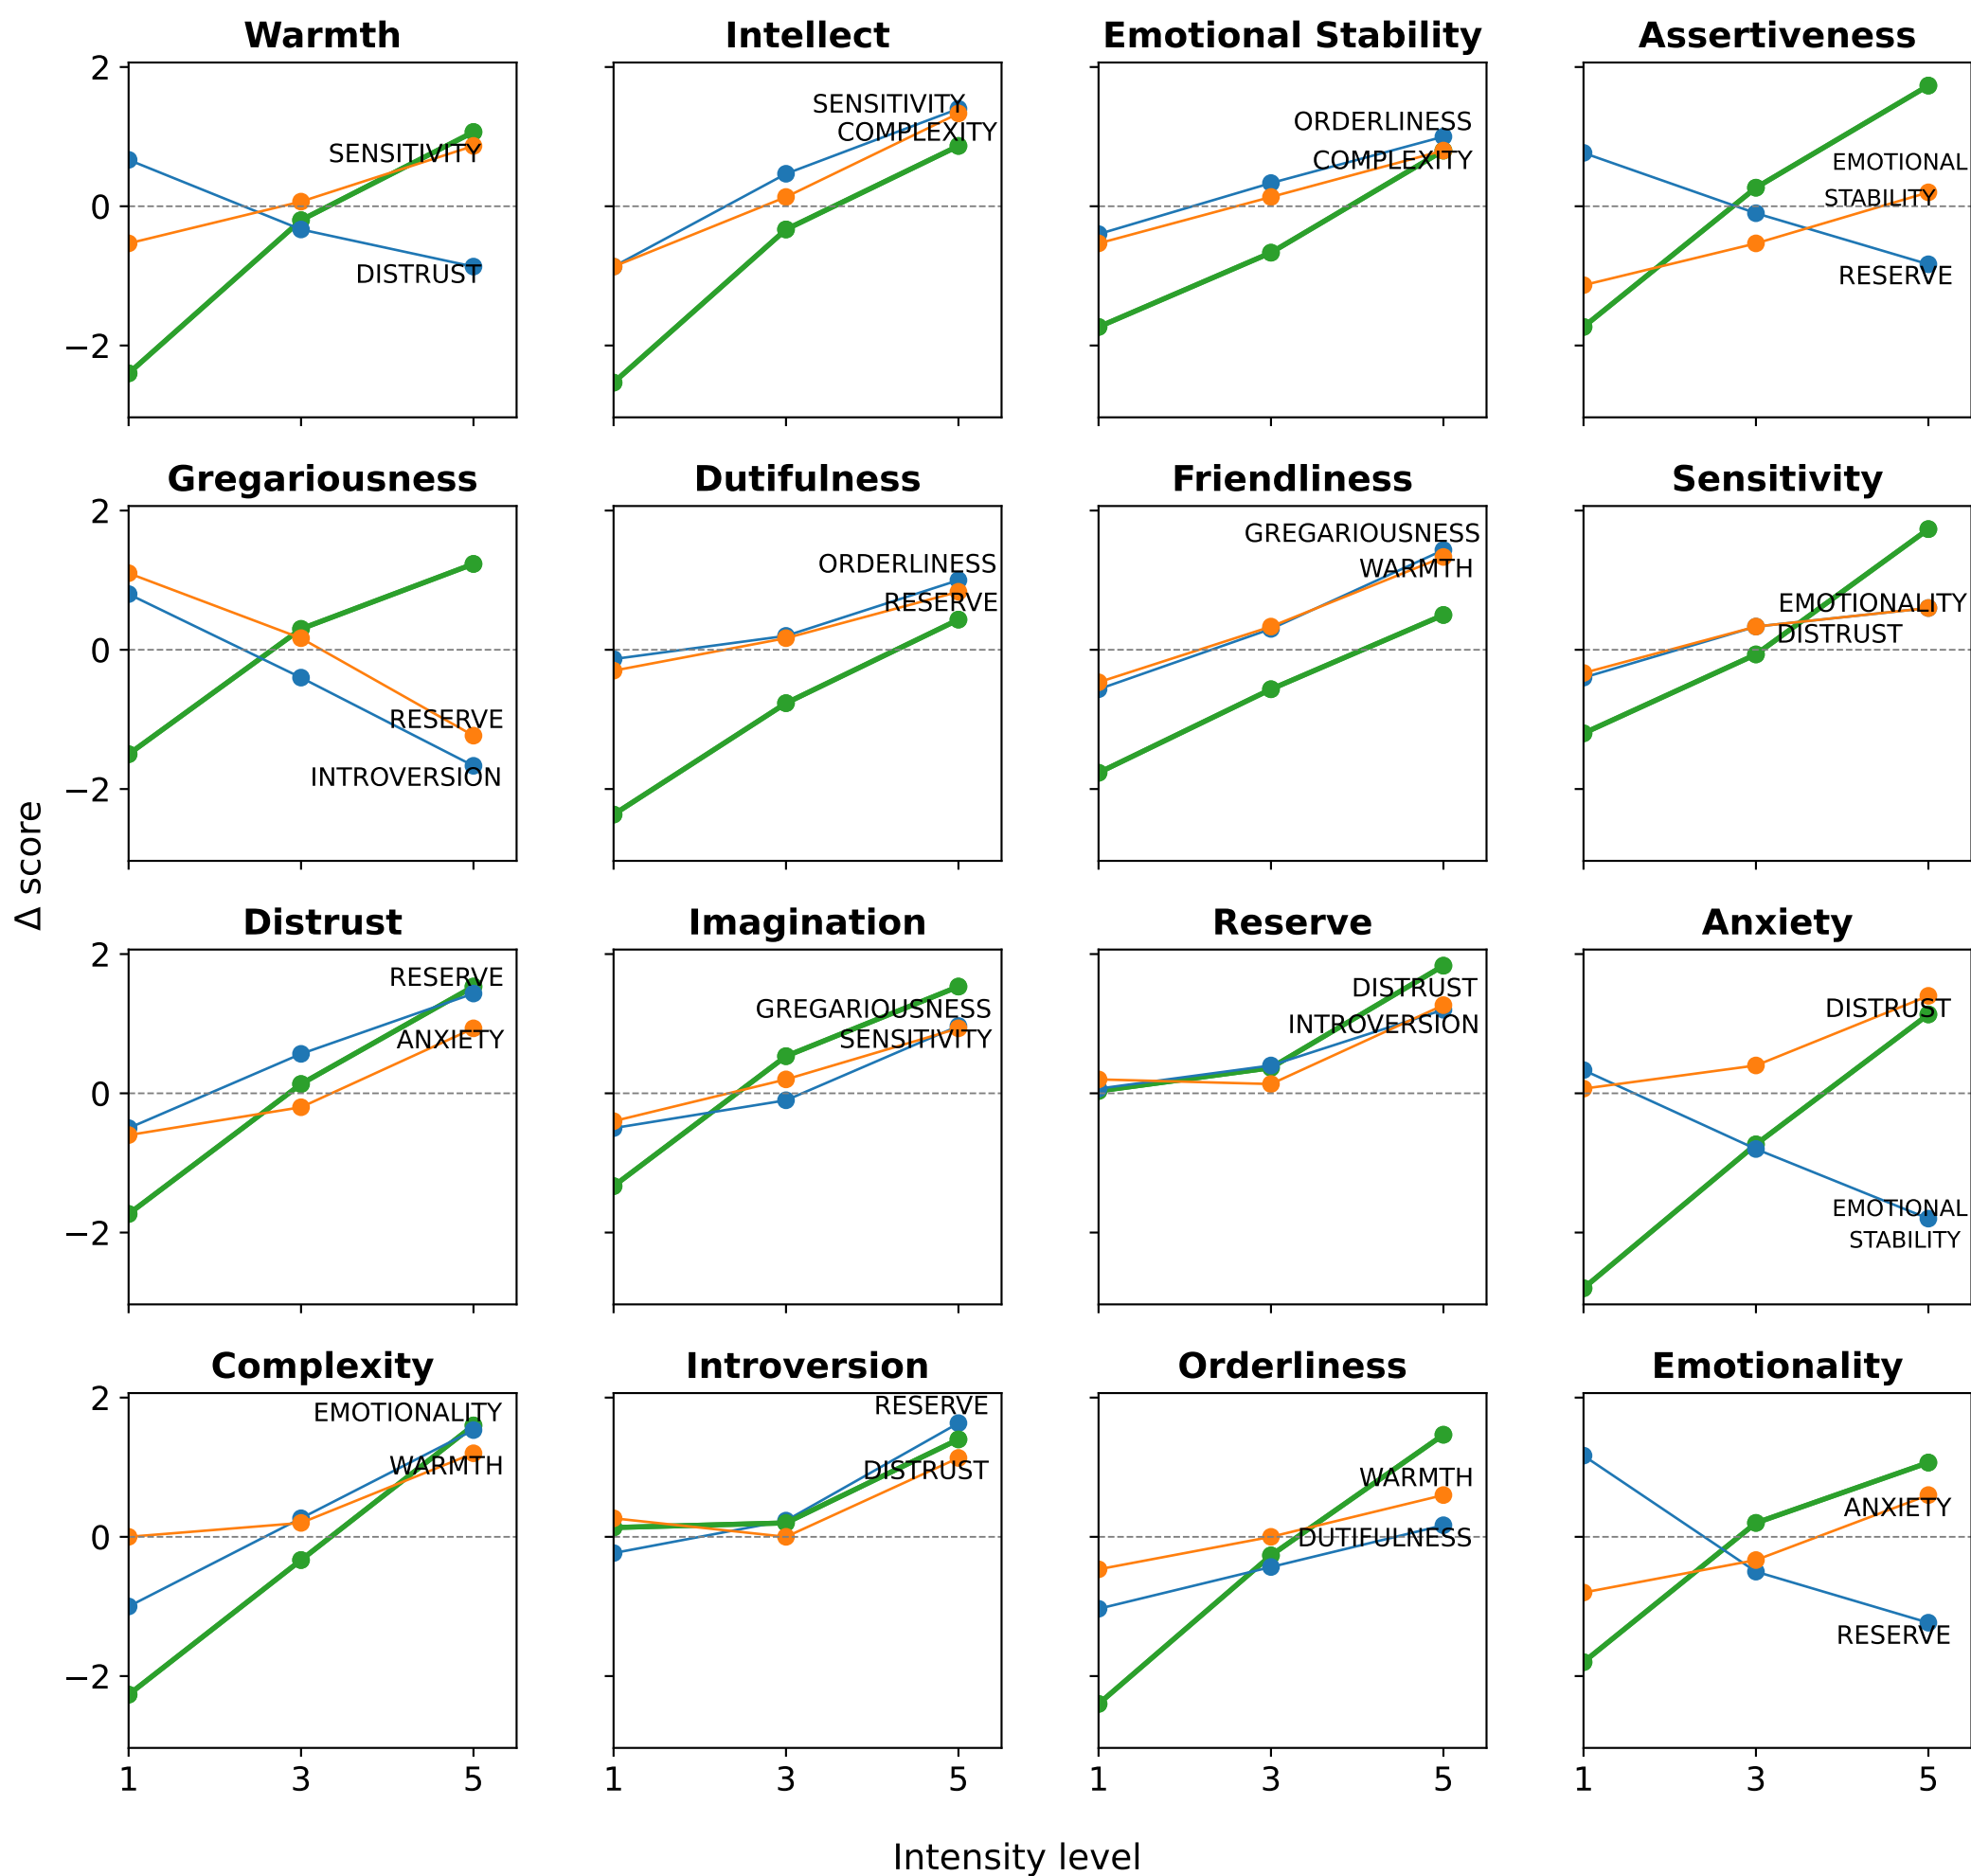 Warmth
Intellect
Emotional Stability
Assertiveness
2
0
−2
SENSITIVITY
DISTRUST
SENSITIVITY
COMPLEXITY
ORDERLINESS
COMPLEXITY
EMOTIONAL
STABILITY
RESERVE
Gregariousness
Dutifulness
Friendliness
Sensitivity
2
0
−2
RESERVE
INTROVERSION
ORDERLINESS
RESERVE
GREGARIOUSNESS
WARMTH
EMOTIONALITY
DISTRUST
Δ score
Distrust
Imagination
Reserve
Anxiety
2
0
−2
RESERVE
ANXIETY
GREGARIOUSNESS
SENSITIVITY
DISTRUST
INTROVERSION
DISTRUST
EMOTIONAL
STABILITY
Complexity
Introversion
Orderliness
Emotionality
2
0
−2
EMOTIONALITY
WARMTH
RESERVE
DISTRUST
WARMTH
DUTIFULNESS
ANXIETY
RESERVE
1 3 5
1 3 5
1 3 5
1 3 5
Intensity level